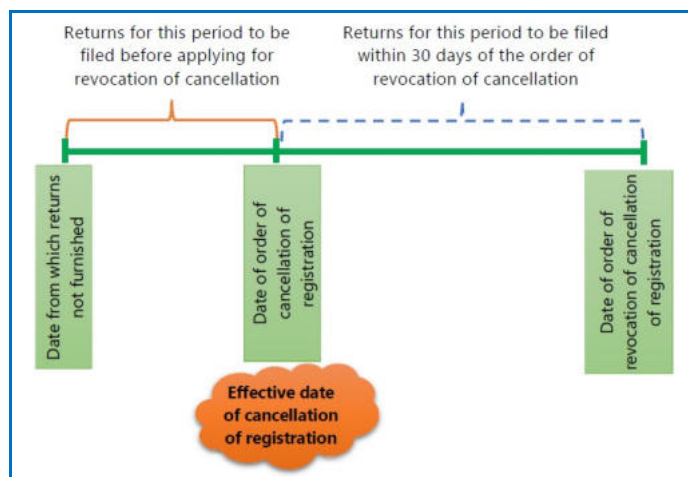 Returns for this period to be
filed before applying for
revocation of cancellation
Returns for this period to be filed
within 30 days of the order of
revocation of cancellation
Date from which returns
not furnished
Date of order of
cancellation of
registration
Date of order of
revocation of cancellation
of registration
Effective date
of cancellation
of registration